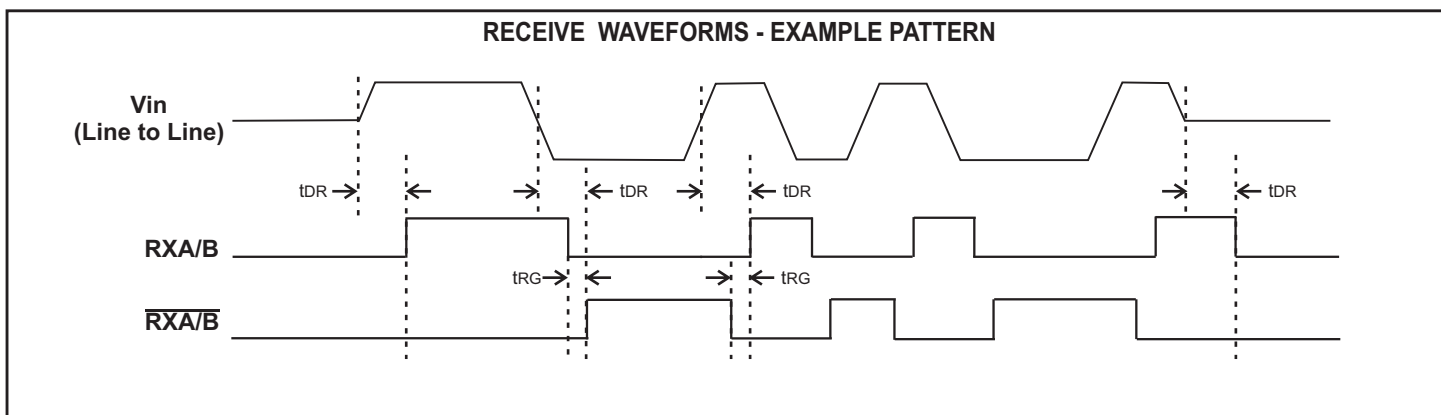 RECEIVE WAVEFORMS - EXAMPLE PATTERN
Vin
(Line to Line)
tDR
tDR
tDR
tDR
RXA/B
tRG
tRG
RXA/B